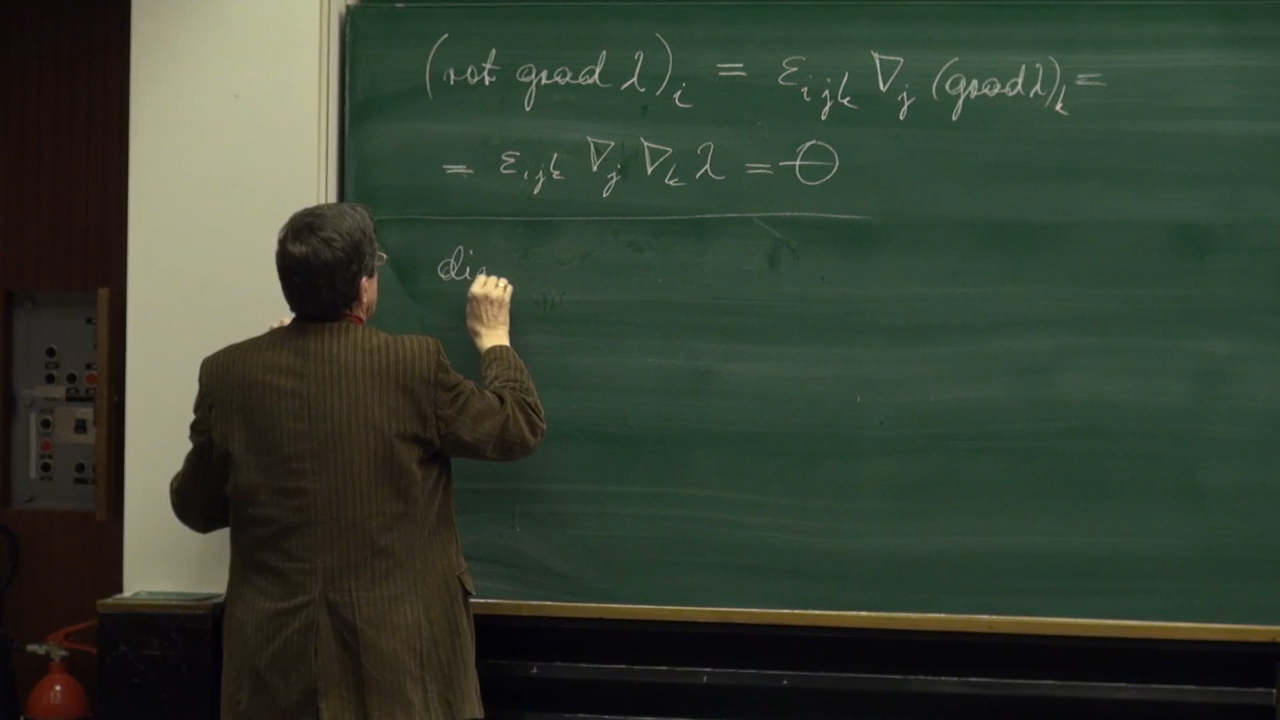 (rot grad λ)ᵢ = εᵢⱼₖ ∇ⱼ (grad λ)ₖ =
= εᵢⱼₖ ∇ⱼ ∇ₖ λ = 0
di